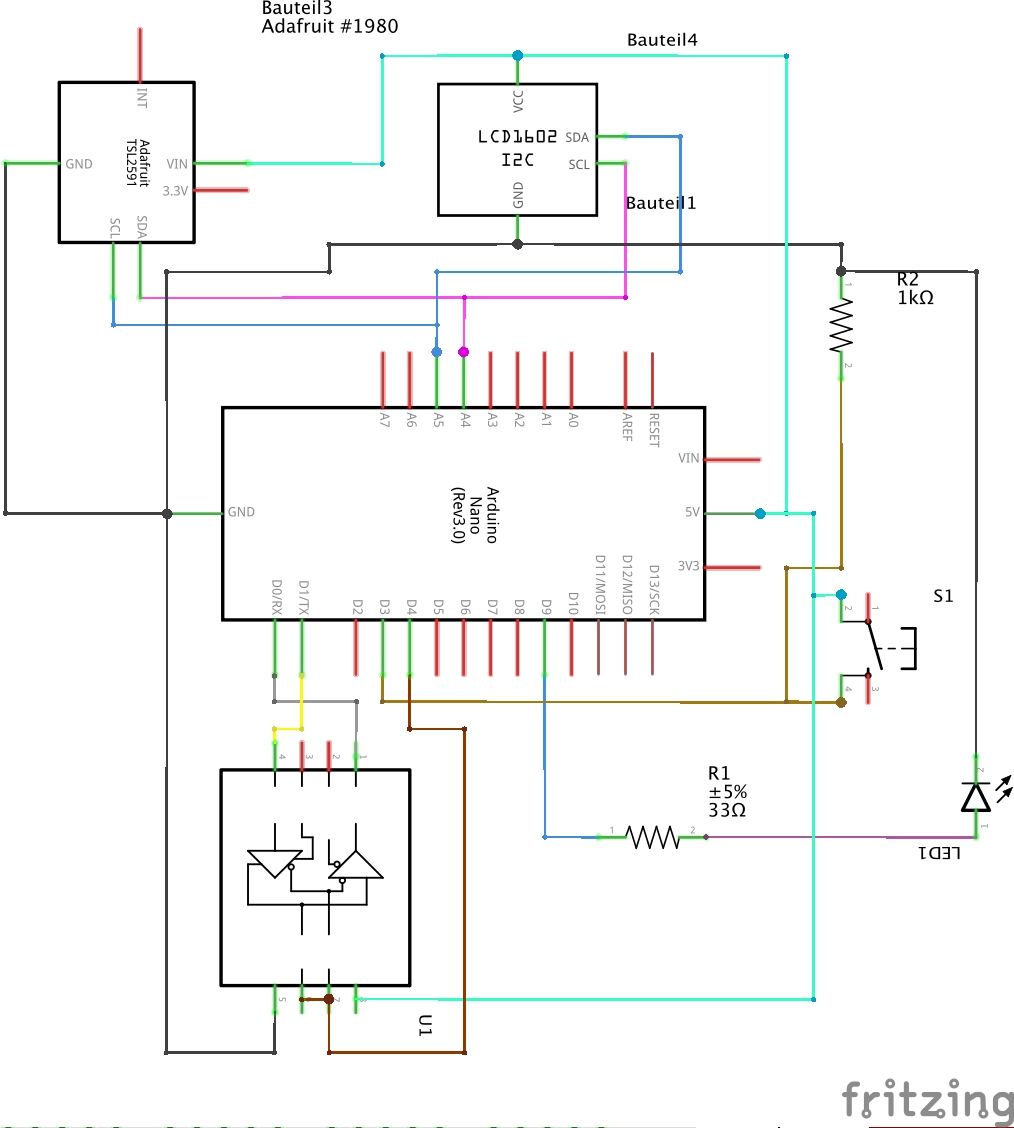 Bauteil3
Adafruit #1980
Bauteil4
INT
Adafruit
TSL2591
GND
VIN
3.3V
SCL
SDA
VCC
LCD1602
I2C
SDA
SCL
GND
Bauteil1
R2
1kΩ
1
2
A7
A6
A5
A4
A3
A2
A1
A0
AREF
RESET
VIN
GND
Arduino
Nano
(Rev3.0)
5V
3V3
D0/RX
D1/TX
D2
D3
D4
D5
D6
D7
D8
D9
D10
D11/MOSI
D12/MISO
D13/SCK
S1
2
1
4
3
4
3
2
1
R1
±5%
33Ω
1
2
2
1
LED1
5
7
U1
fritzing